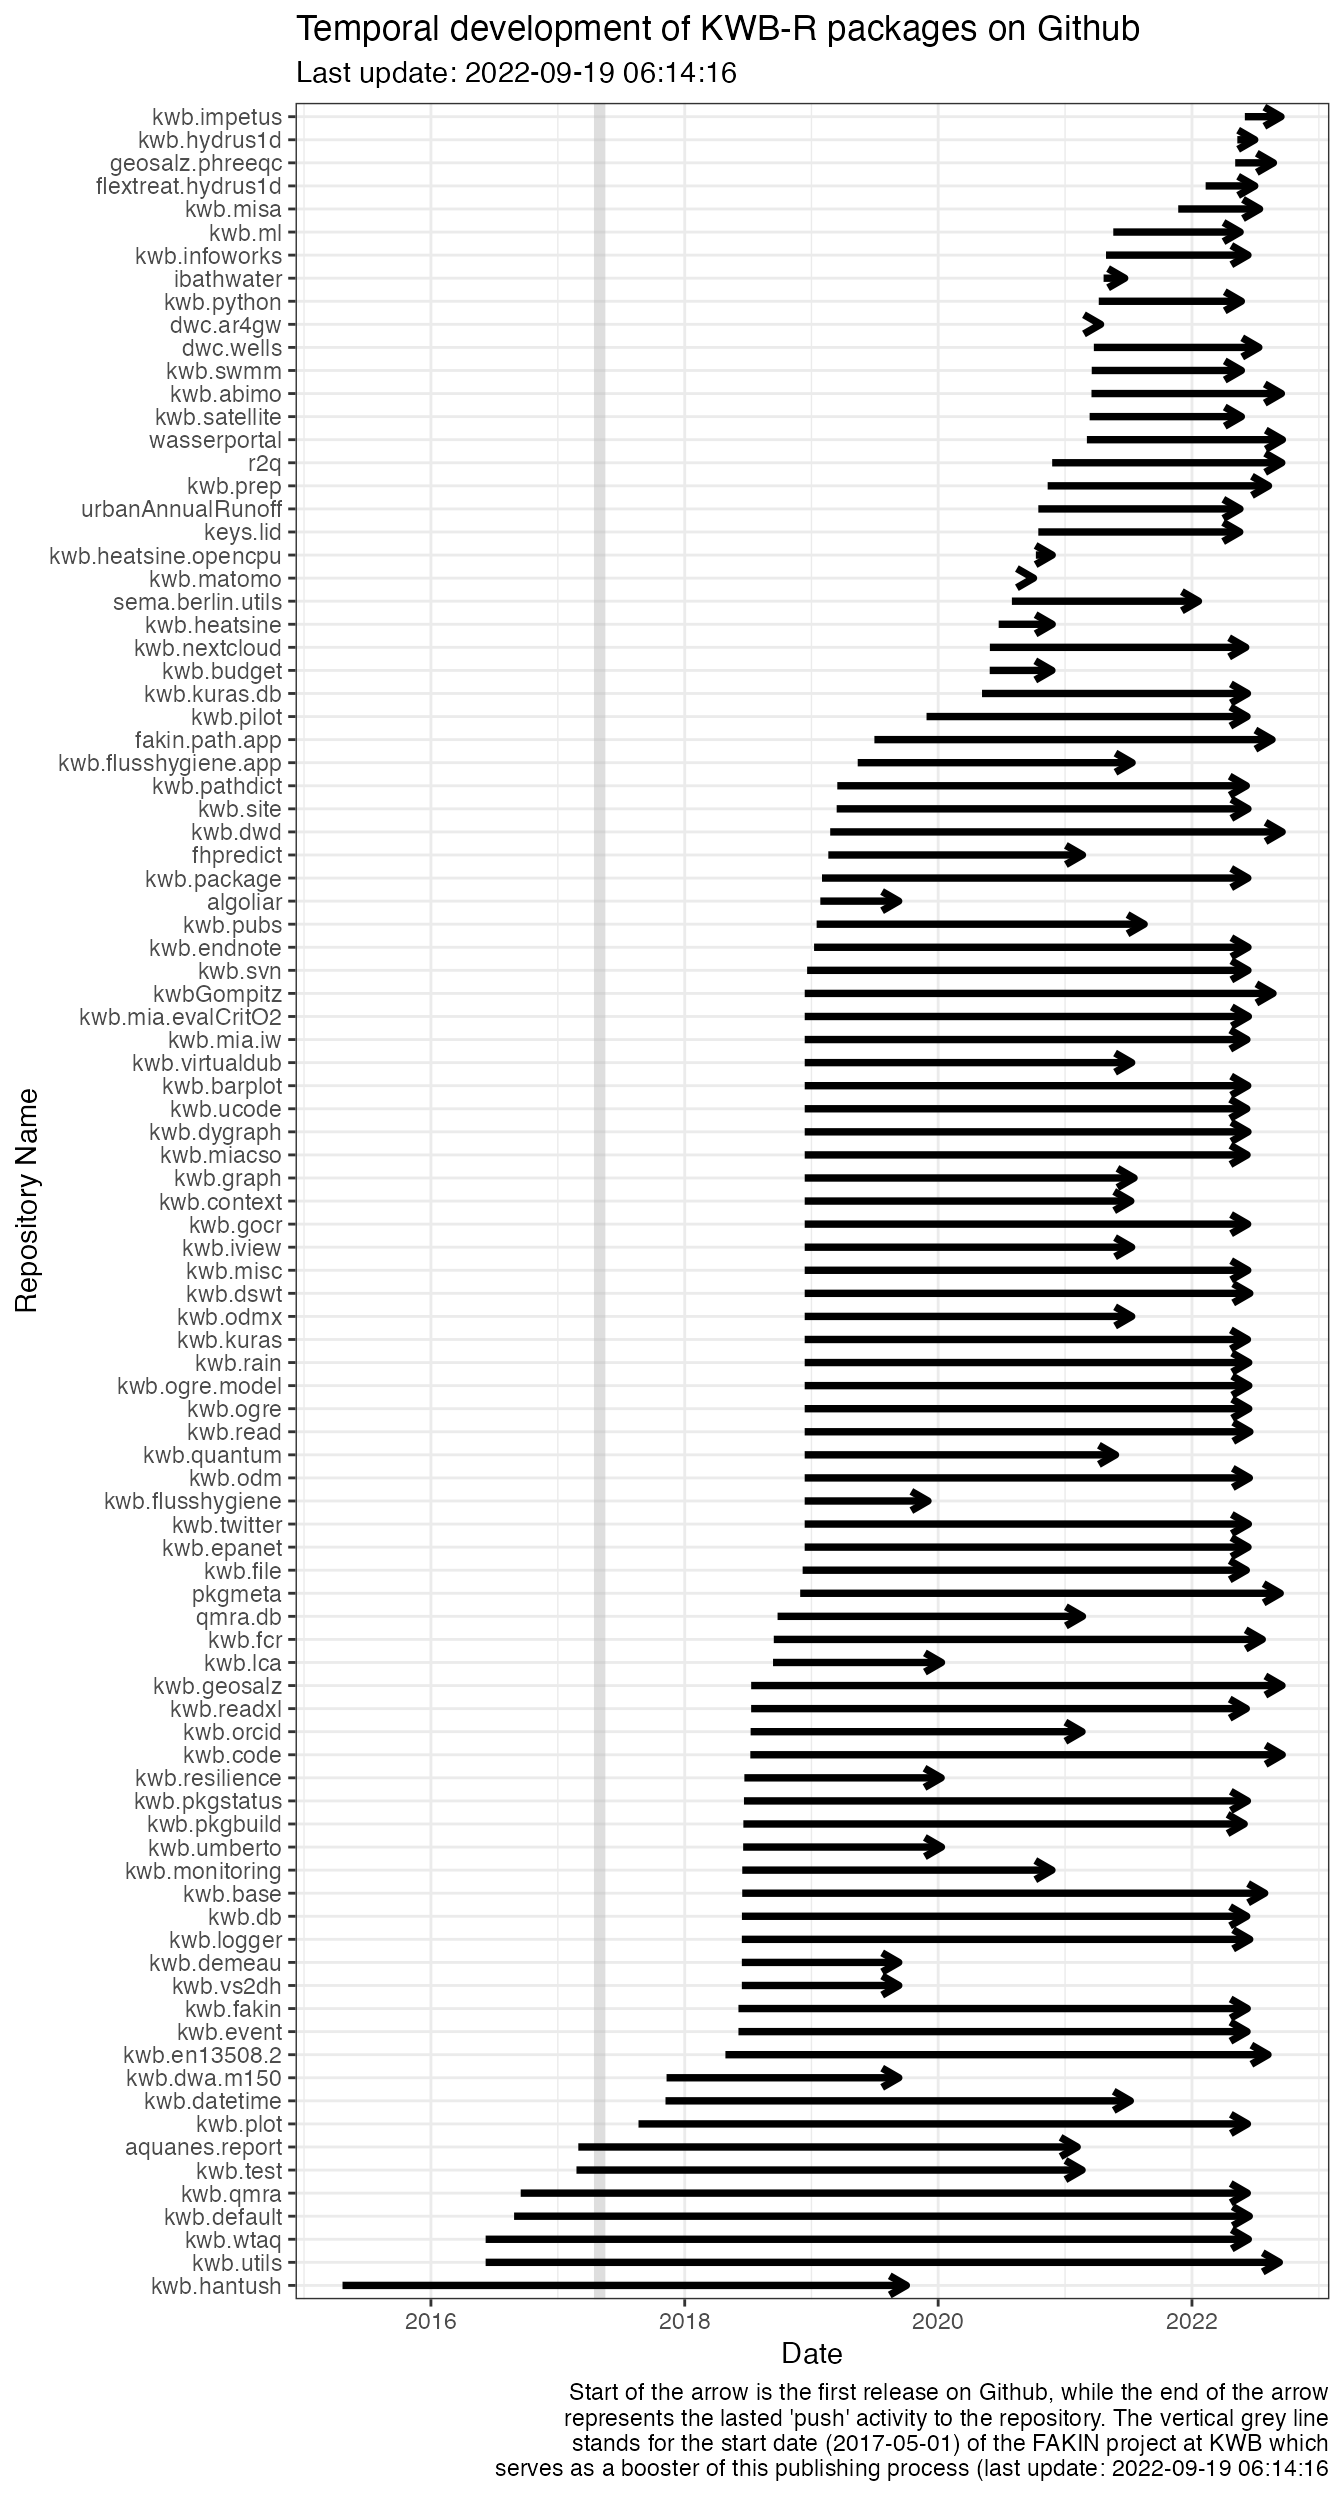 Temporal development of KWB-R packages on Github
Last update: 2022-09-19 06:14:16
kwb.impetus
kwb.hydrus1d
geosalz.phreeqc
flextreat.hydrus1d
kwb.misa
kwb.ml
kwb.infoworks
ibathwater
kwb.python
dwc.ar4gw
dwc.wells
kwb.swmm
kwb.abimo
kwb.satellite
wasserportal
r2q
kwb.prep
urbanAnnualRunoff
keys.lid
kwb.heatsine.opencpu
kwb.matomo
sema.berlin.utils
kwb.heatsine
kwb.nextcloud
kwb.budget
kwb.kuras.db
kwb.pilot
fakin.path.app
kwb.flusshygiene.app
kwb.pathdict
kwb.site
kwb.dwd
fhpredict
kwb.package
algoliar
kwb.pubs
kwb.endnote
kwb.svn
kwbGompitz
kwb.mia.evalCritO2
kwb.mia.iw
kwb.virtualdub
kwb.barplot
kwb.ucode
kwb.dygraph
kwb.miacso
kwb.graph
kwb.context
kwb.gocr
kwb.iview
kwb.misc
kwb.dswt
kwb.odmx
kwb.kuras
kwb.rain
kwb.ogre.model
kwb.ogre
kwb.read
kwb.quantum
kwb.odm
kwb.flusshygiene
kwb.twitter
kwb.epanet
kwb.file
pkgmeta
qmra.db
kwb.fcr
kwb.lca
kwb.geosalz
kwb.readxl
kwb.orcid
kwb.code
kwb.resilience
kwb.pkgstatus
kwb.pkgbuild
kwb.umberto
kwb.monitoring
kwb.base
kwb.db
kwb.logger
kwb.demeau
kwb.vs2dh
kwb.fakin
kwb.event
kwb.en13508.2
kwb.dwa.m150
kwb.datetime
kwb.plot
aquanes.report
kwb.test
kwb.qmra
kwb.default
kwb.wtaq
kwb.utils
kwb.hantush
Repository Name
2016 2018 2020 2022
Date
Start of the arrow is the first release on Github, while the end of the arrow
represents the lasted 'push' activity to the repository. The vertical grey line
stands for the start date (2017-05-01) of the FAKIN project at KWB which
serves as a booster of this publishing process (last update: 2022-09-19 06:14:16